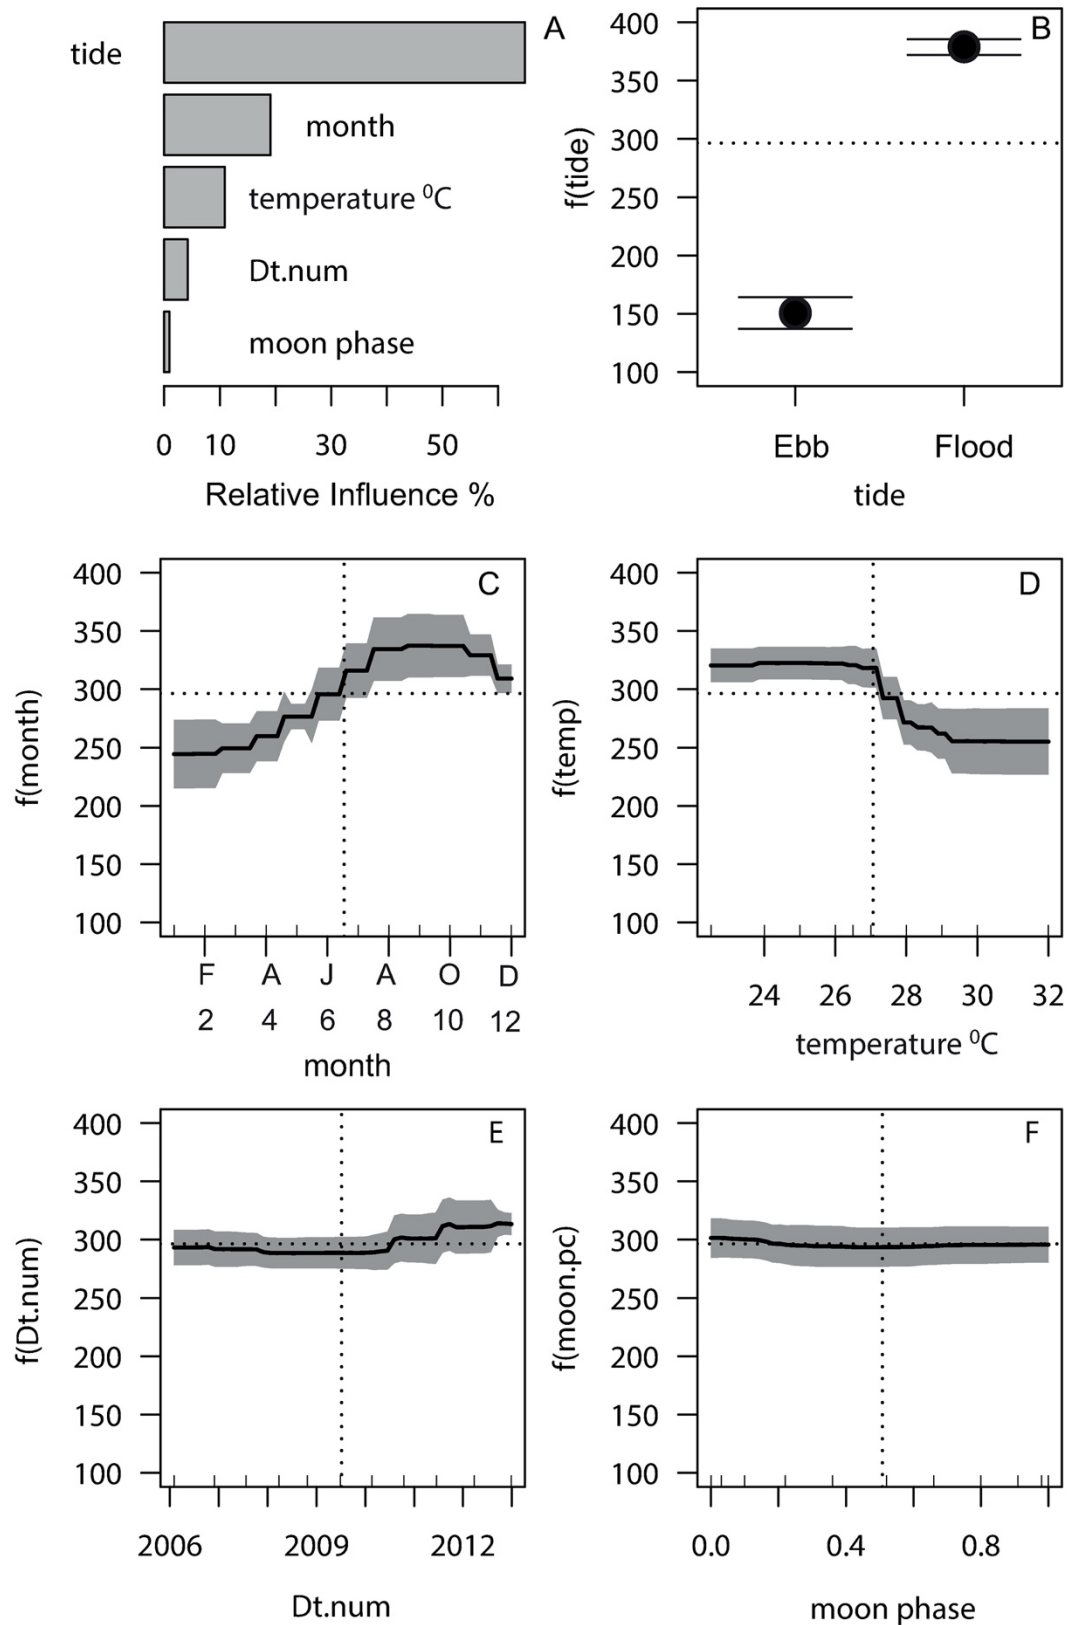 A
tide
month
temperature ⁰C
Dt.num
moon phase
0 10 30 50
Relative Influence %
B
400
350
300
250
200
150
100
f(tide)
Ebb Flood
tide
C
400
350
300
250
200
150
100
f(month)
F A J A O D
2 4 6 8 10 12
month
D
400
350
300
250
200
150
100
f(temp)
24 26 28 30 32
temperature ⁰C
E
400
350
300
250
200
150
100
f(Dt.num)
2006 2009 2012
Dt.num
F
400
350
300
250
200
150
100
f(moon.pc)
0.0 0.4 0.8
moon phase